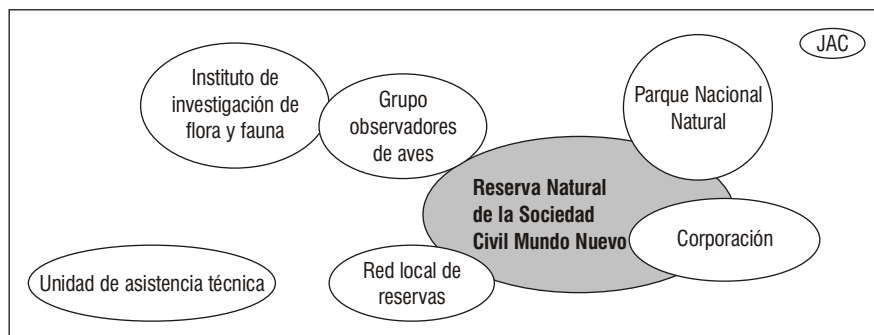 JAC
Instituto de
investigación de
flora y fauna
Grupo
observadores
de aves
Parque Nacional
Natural
Reserva Natural
de la Sociedad
Civil Mundo Nuevo
Corporación
Unidad de asistencia técnica
Red local de
reservas